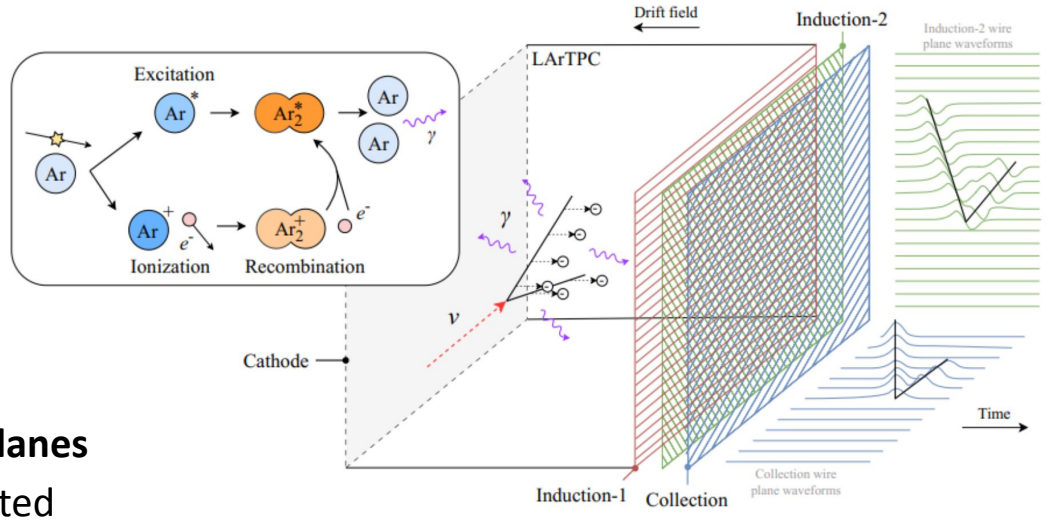 Drift field
Induction-2
Induction-2 wire
plane waveforms
LArTPC
Excitation
Ar*
Ar2*
Ar
Ar
γ
Ar
Ar+
e-
Ar2+
e-
Ionization
Recombination
γ
ν
Cathode
Time
Induction-1
Collection
Collection wire
plane waveforms
lanes
ted